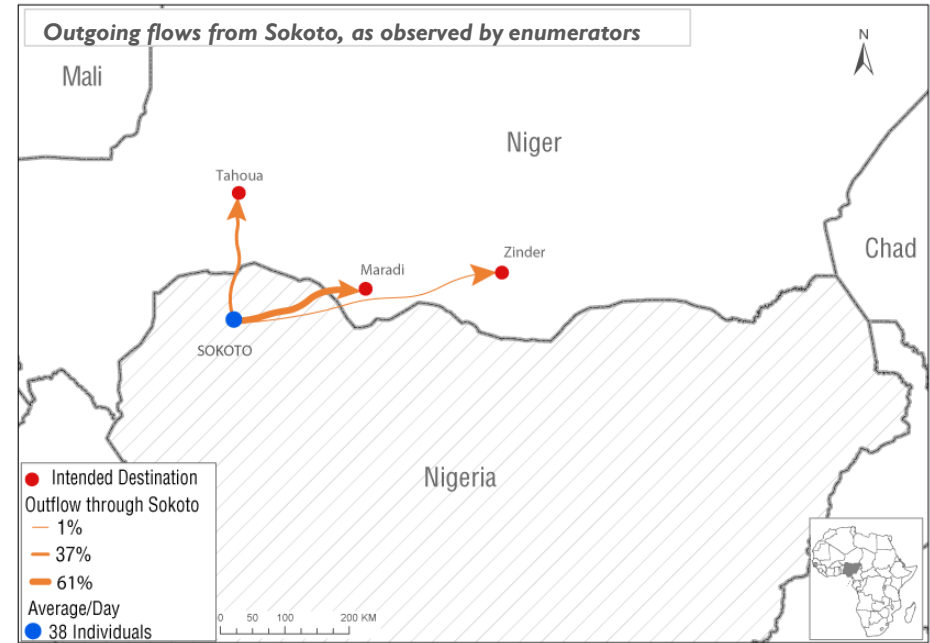 Outgoing flows from Sokoto, as observed by enumerators
N
Mali
Niger
Tahoua
Chad
Zinder
Maradi
SOKOTO
Nigeria
Intended Destination
Outflow through Sokoto
1%
37%
61%
Average/Day
38 Individuals
0 50 100 200 KM